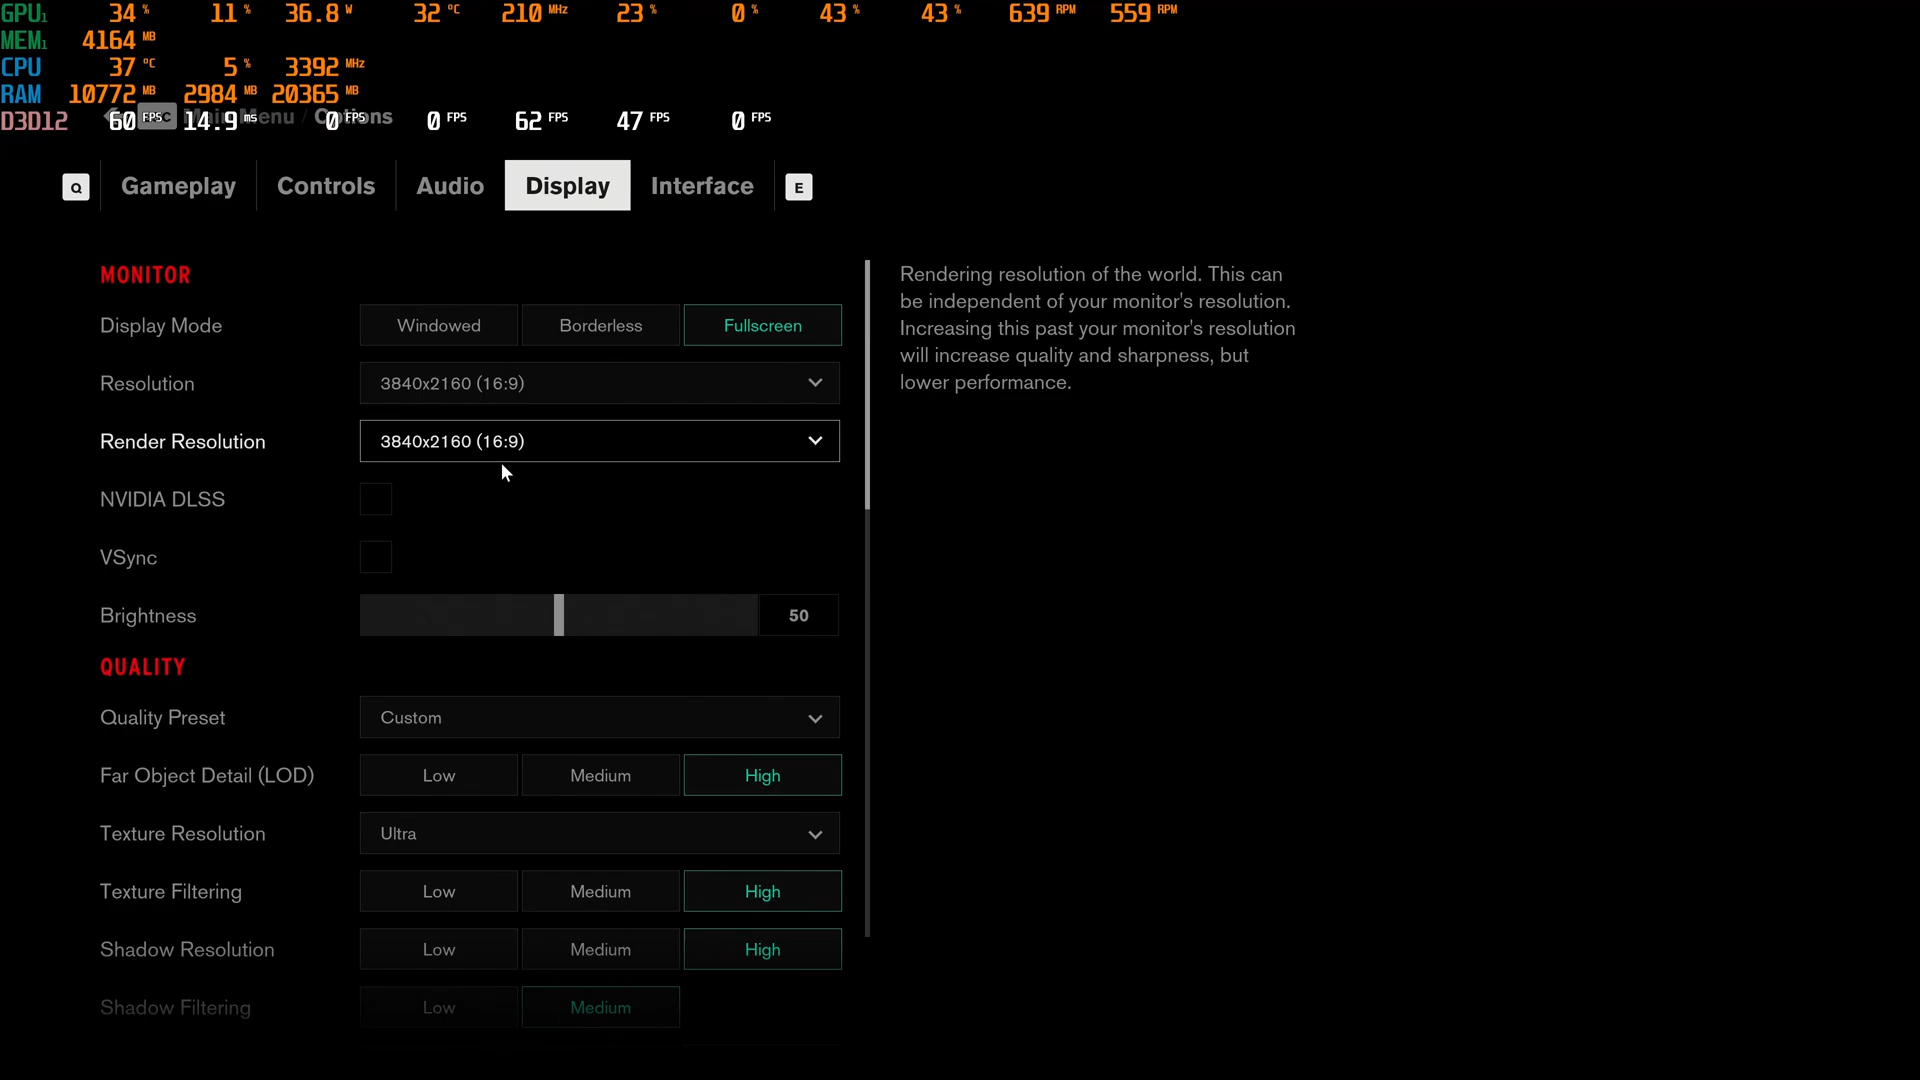 GPU1 34 % 11 % 36.8 W 32 °C 210 MHz 23 % 0 % 43 % 43 % 639 RPM 559 RPM
MEM1 4164 MB
CPU 37 °C 5 % 3392 MHz
RAM 10772 MB 2984 MB 20365 MB
D3D12 60 FPS 14.9 ms 0 FPS 0 FPS 62 FPS 47 FPS 0 FPS
Main Menu / Options
Q Gameplay Controls Audio Display Interface E
MONITOR
Display Mode Windowed Borderless Fullscreen
Resolution 3840x2160 (16:9)
Render Resolution 3840x2160 (16:9)
NVIDIA DLSS
VSync
Brightness 50
QUALITY
Quality Preset Custom
Far Object Detail (LOD) Low Medium High
Texture Resolution Ultra
Texture Filtering Low Medium High
Shadow Resolution Low Medium High
Shadow Filtering Low Medium
Rendering resolution of the world. This can
be independent of your monitor's resolution.
Increasing this past your monitor's resolution
will increase quality and sharpness, but
lower performance.